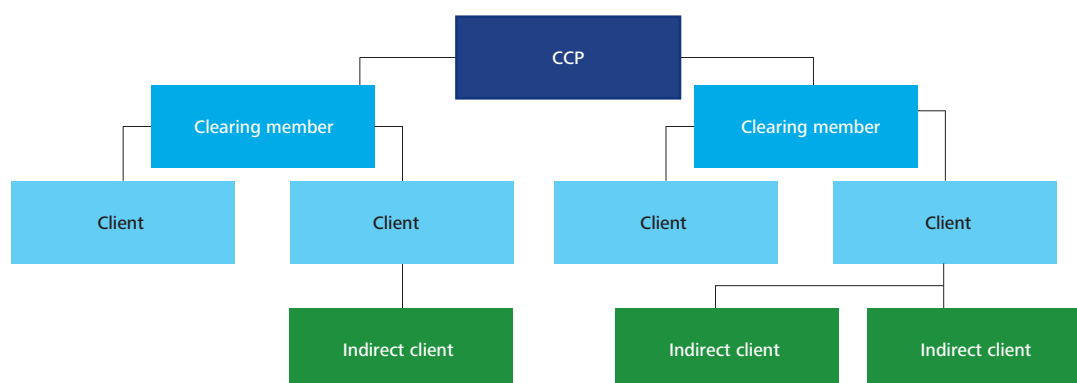 CCP
Clearing member
Clearing member
Client
Client
Client
Client
Indirect client
Indirect client
Indirect client